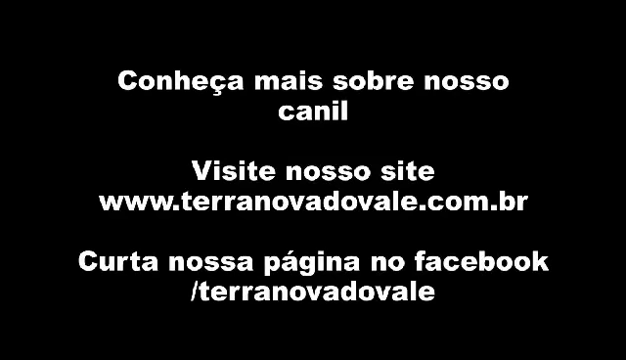 Conheça mais sobre nosso
canil
Visite nosso site
www.terranovadovale.com.br
Curta nossa página no facebook
/terranovadovale